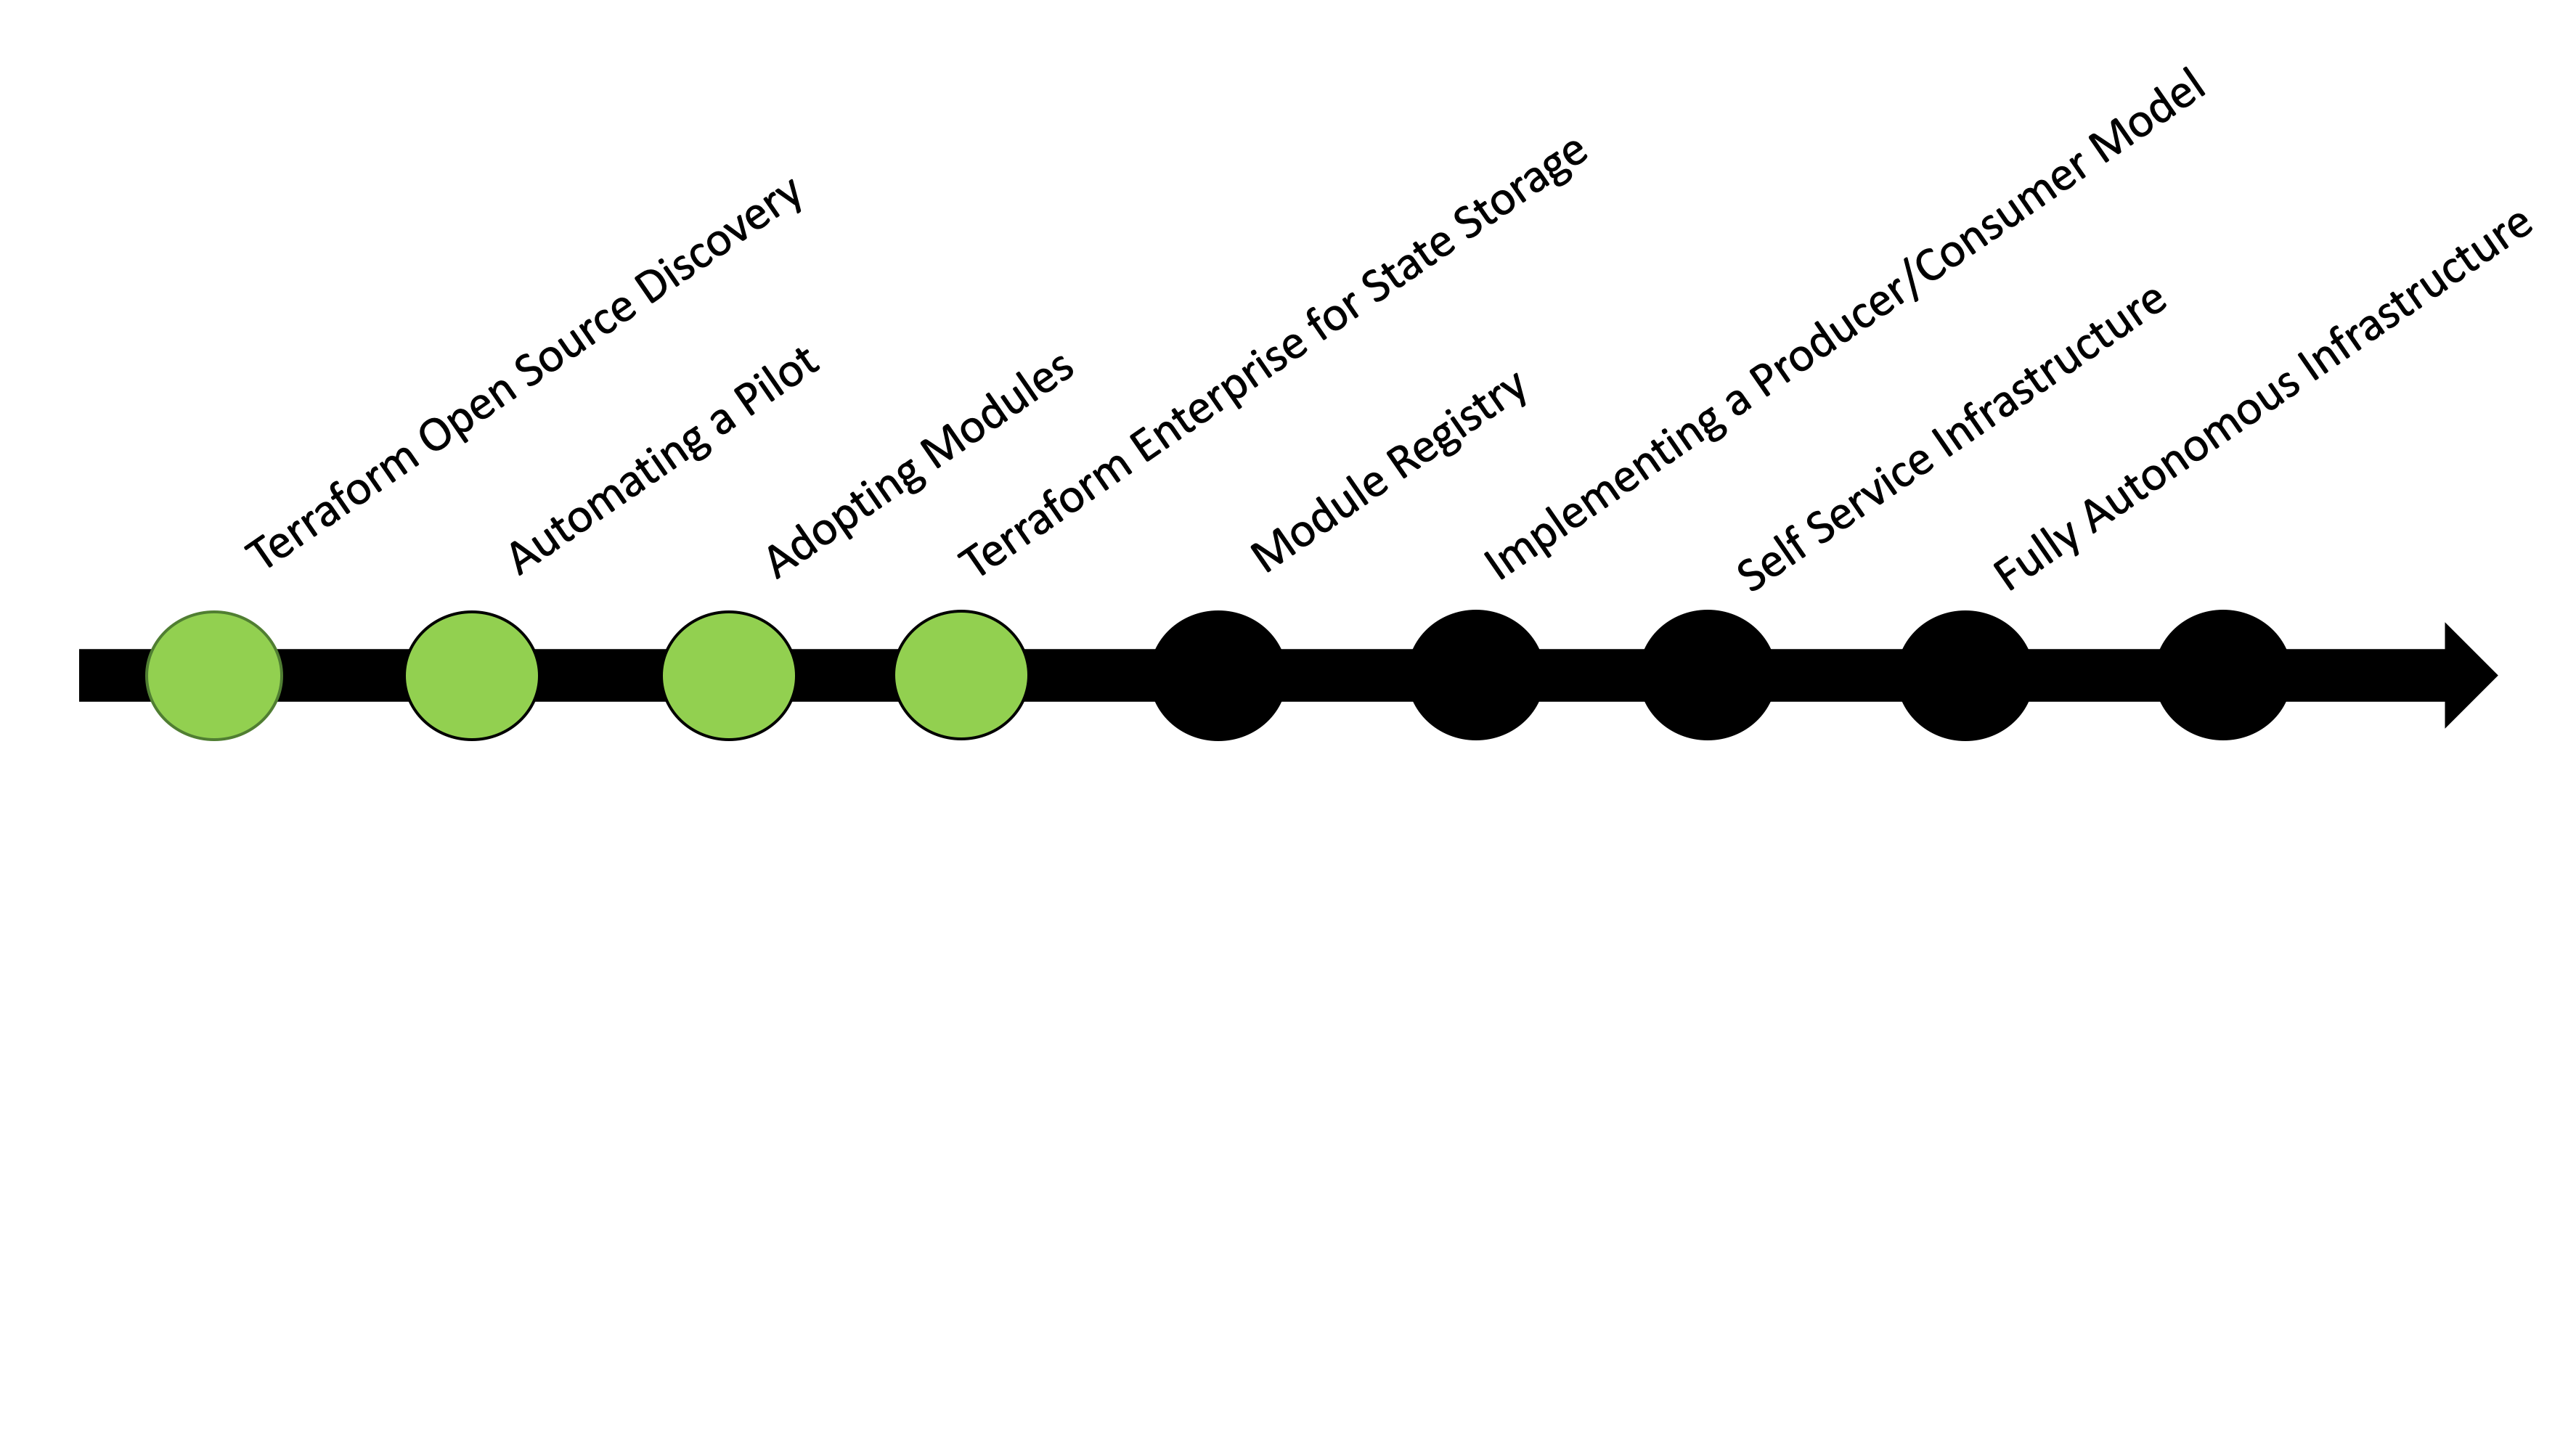 Terraform Open Source Discovery
Automating a Pilot
Adopting Modules
Terraform Enterprise for State Storage
Module Registry
Implementing a Producer/Consumer Model
Self Service Infrastructure
Fully Autonomous Infrastructure